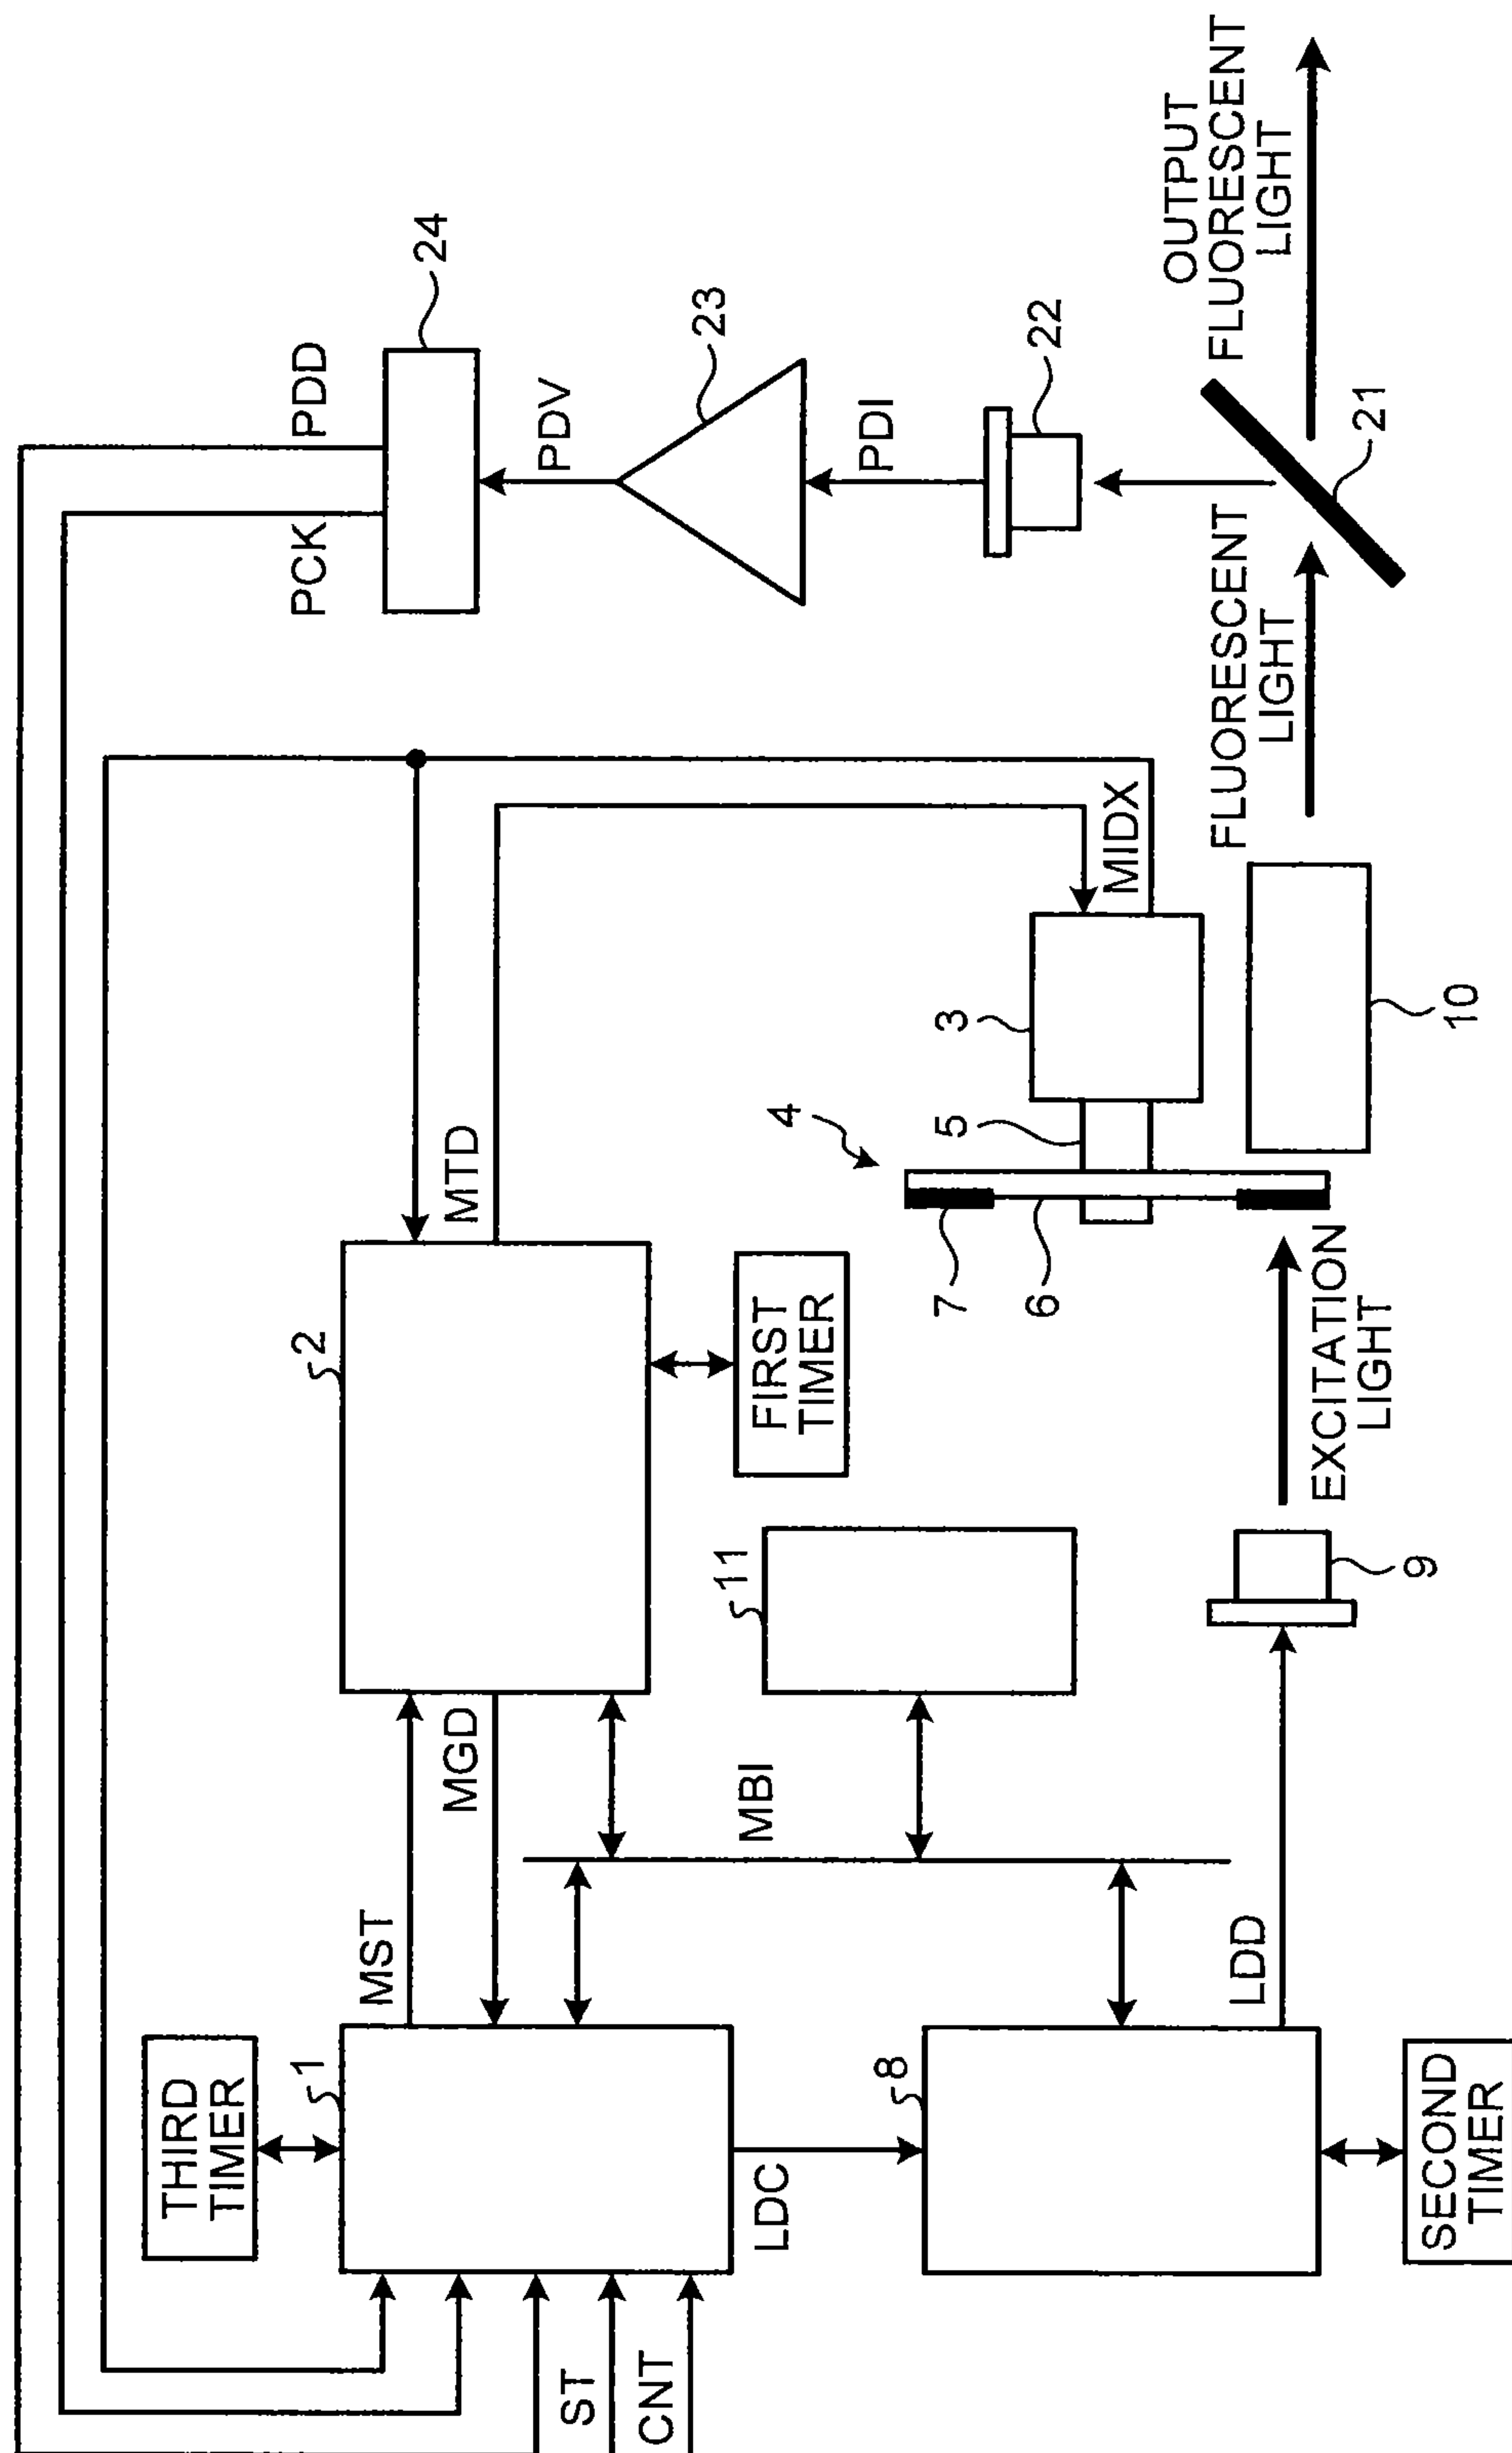 PDD
PCK
24
PDV
23
PDI
22
OUTPUT
FLUORESCENT
LIGHT
21
FLUORESCENT
LIGHT
MTD
MIDX
3
10
4
5
7
6
EXCITATION
LIGHT
2
FIRST
TIMER
11
9
MGD
MST
MBI
THIRD
TIMER
1
LDC
8
LDD
SECOND
TIMER
ST
CNT